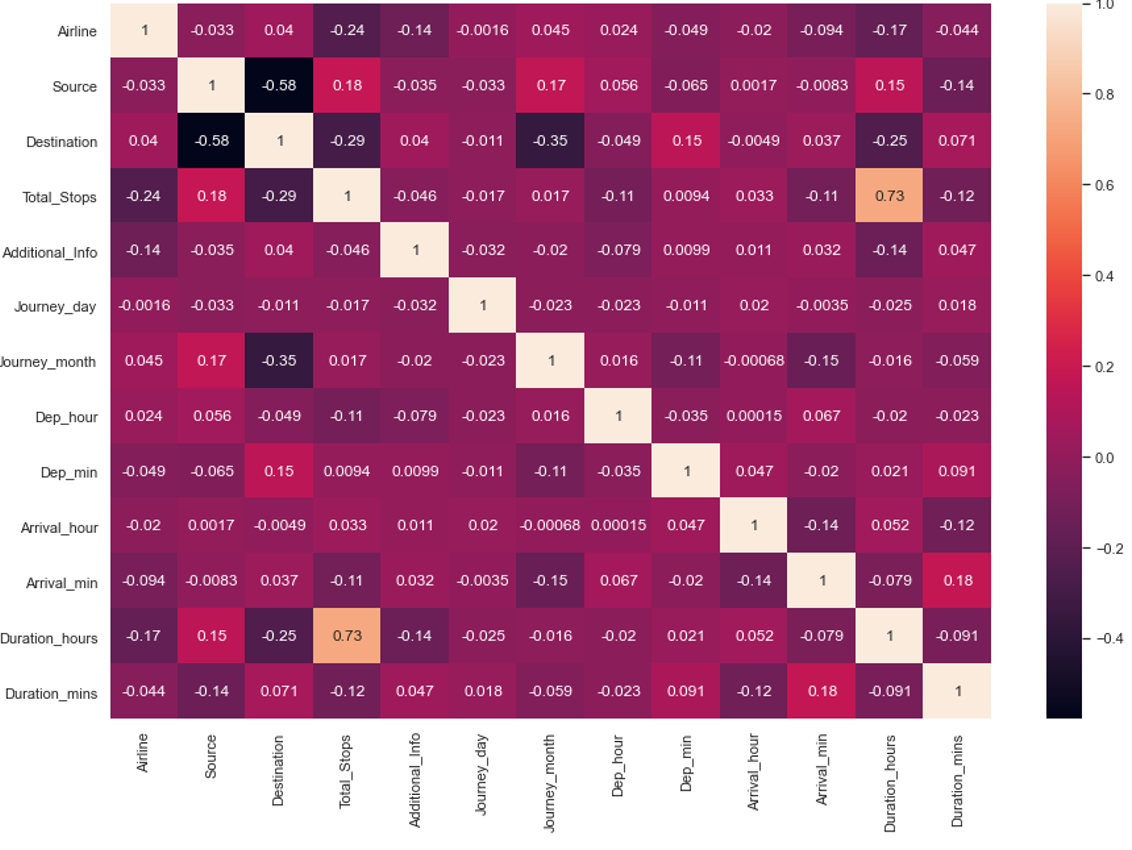 Airline 1 -0.033 0.04 -0.24 -0.14 -0.0016 0.045 0.024 -0.049 -0.02 -0.094 -0.17 -0.044
Source -0.033 1 -0.58 0.18 -0.035 -0.033 0.17 0.056 -0.065 0.0017 -0.0083 0.15 -0.14
Destination 0.04 -0.58 1 -0.29 0.04 -0.011 -0.35 -0.049 0.15 -0.0049 0.037 -0.25 0.071
Total_Stops -0.24 0.18 -0.29 1 -0.046 -0.017 0.017 -0.11 0.0094 0.033 -0.11 0.73 -0.12
Additional_Info -0.14 -0.035 0.04 -0.046 1 -0.032 -0.02 -0.079 0.0099 0.011 0.032 -0.14 0.047
Journey_day -0.0016 -0.033 -0.011 -0.017 -0.032 1 -0.023 -0.023 -0.011 0.02 -0.0035 -0.025 0.018
Journey_month 0.045 0.17 -0.35 0.017 -0.02 -0.023 1 0.016 -0.11 -0.00068 -0.15 -0.016 -0.059
Dep_hour 0.024 0.056 -0.049 -0.11 -0.079 -0.023 0.016 1 -0.035 0.00015 0.067 -0.02 -0.023
Dep_min -0.049 -0.065 0.15 0.0094 0.0099 -0.011 -0.11 -0.035 1 0.047 -0.02 0.021 0.091
Arrival_hour -0.02 0.0017 -0.0049 0.033 0.011 0.02 -0.00068 0.00015 0.047 1 -0.14 0.052 -0.12
Arrival_min -0.094 -0.0083 0.037 -0.11 0.032 -0.0035 -0.15 0.067 -0.02 -0.14 1 -0.079 0.18
Duration_hours -0.17 0.15 -0.25 0.73 -0.14 -0.025 -0.016 -0.02 0.021 0.052 -0.079 1 -0.091
Duration_mins -0.044 -0.14 0.071 -0.12 0.047 0.018 -0.059 -0.023 0.091 -0.12 0.18 -0.091 1
Airline
Source
Destination
Total_Stops
Additional_Info
Journey_day
Journey_month
Dep_hour
Dep_min
Arrival_hour
Arrival_min
Duration_hours
Duration_mins
1.0
0.8
0.6
0.4
0.2
0.0
−0.2
−0.4